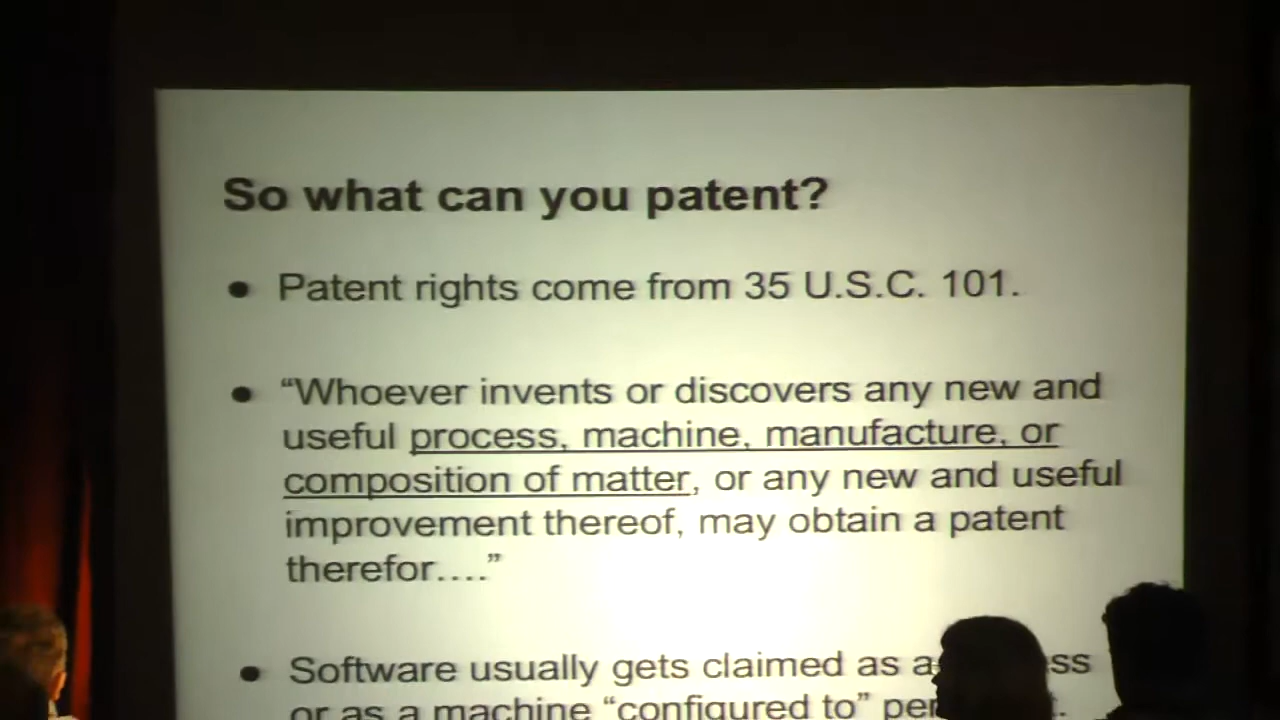 So what can you patent?
● Patent rights come from 35 U.S.C. 101.
● “Whoever invents or discovers any new and
useful process, machine, manufacture, or
composition of matter, or any new and useful
improvement thereof, may obtain a patent
therefor....”
● Software usually gets claimed as a
or as a machine “configured to”